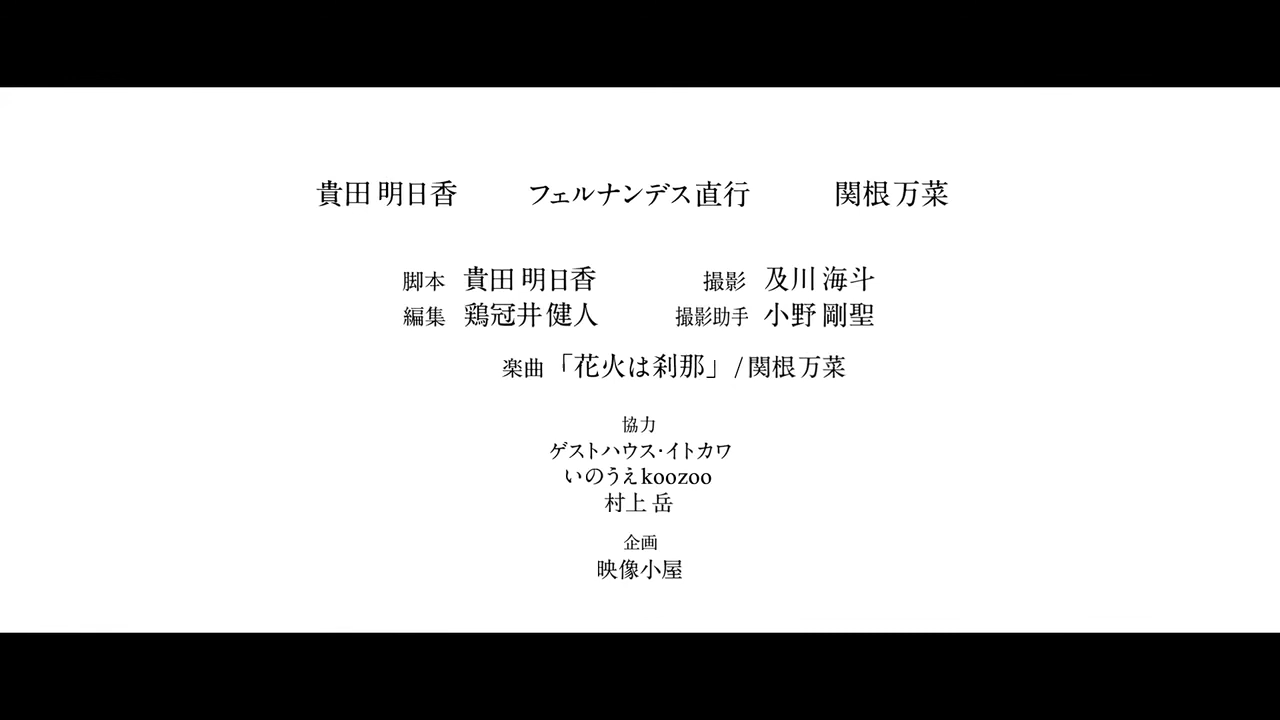 貴田 明日香 フェルナンデス直行 関根 万菜
脚本 貴田 明日香 撮影 及川 海斗
編集 鶏冠井 健人 撮影助手 小野 剛聖
楽曲「花火は刹那」/関根 万菜
協力
ゲストハウス・イトカワ
いのうえkoozoo
村上 岳
企画
映像小屋